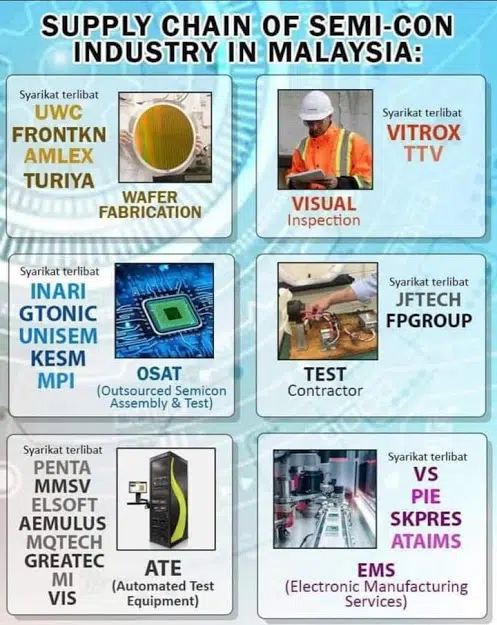 SUPPLY CHAIN OF SEMI-CON
INDUSTRY IN MALAYSIA:
Syarikat terlibat
UWC
FRONTKN
AMLEX
TURIYA
WAFER
FABRICATION
Syarikat terlibat
VITROX
TTV
VISUAL
Inspection
Syarikat terlibat
INARI
GTONIC
UNISEM
KESM
MPI
OSAT
(Outsourced Semicon
Assembly & Test)
Syarikat terlibat
JFTECH
FPGROUP
TEST
Contractor
Syarikat terlibat
PENTA
MMSV
ELSOFT
AEMULUS
MQTECH
GREATEC
MI
VIS
ATE
(Automated Test
Equipment)
Syarikat terlibat
VS
PIE
SKPRES
ATAIMS
EMS
(Electronic Manufacturing
Services)